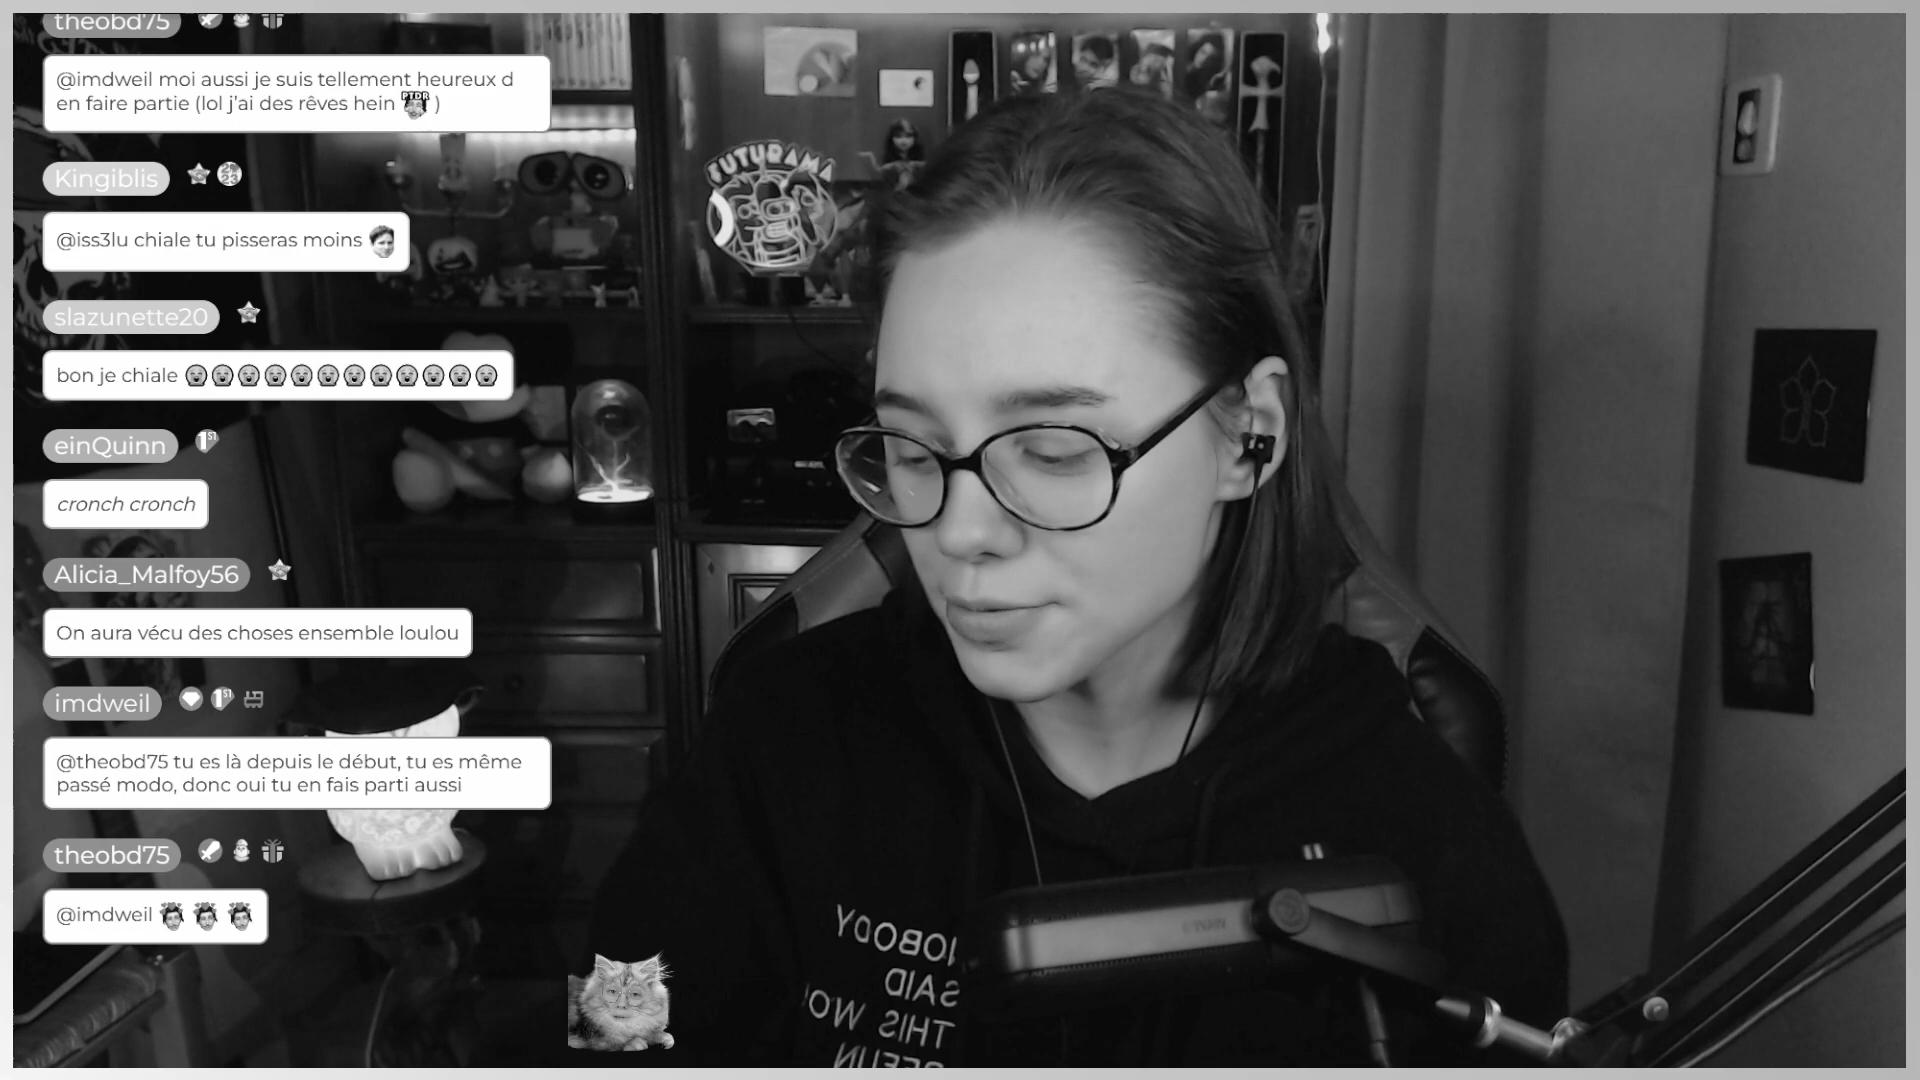 theobd75
@imdweil moi aussi je suis tellement heureux d
en faire partie (lol j'ai des rêves hein PTDR )
Kingiblis
@iss3lu chiale tu pisseras moins
slazunette20
bon je chiale
einQuinn
1ST
cronch cronch
Alicia_Malfoy56
On aura vécu des choses ensemble loulou
imdweil
1ST
@theobd75 tu es là depuis le début, tu es même
passé modo, donc oui tu en fais parti aussi
theobd75
@imdweil
FUTURAMA
SAID
THIS